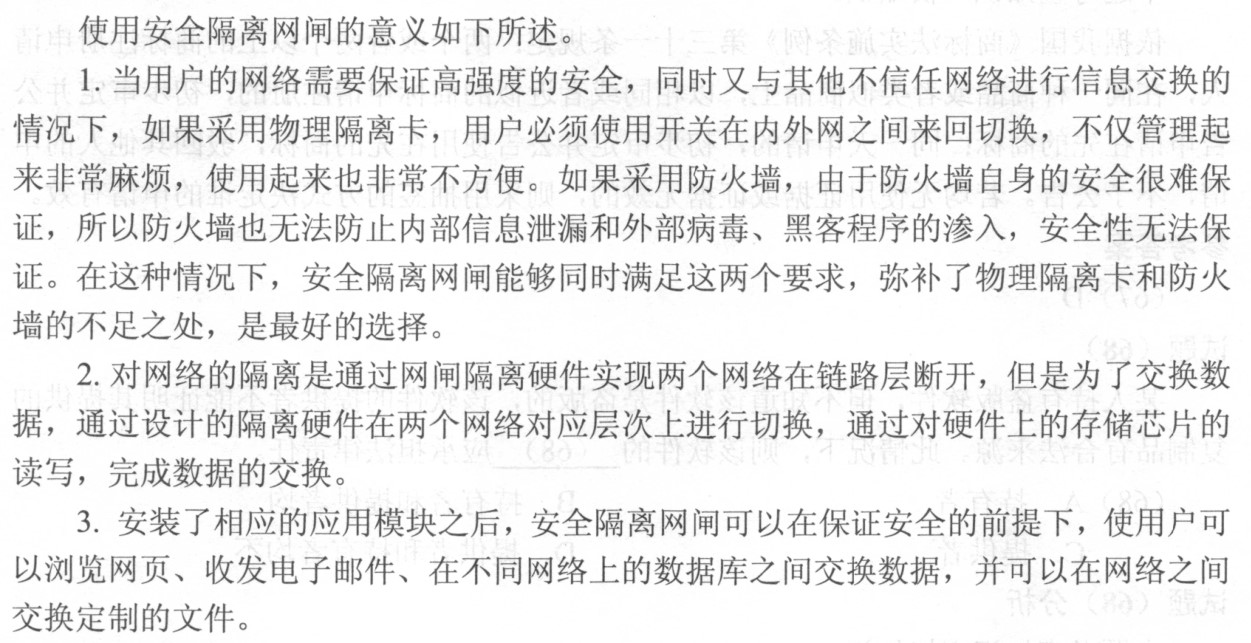 使用安全隔离网闸的意义如下所述。
1. 当用户的网络需要保证高强度的安全，同时又与其他不信任网络进行信息交换的
情况下，如果采用物理隔离卡，用户必须使用开关在内外网之间来回切换，不仅管理起
来非常麻烦，使用起来也非常不方便，如果采用防火墙，由于防火墙自身的安全很难保
证，所以防火墙也无法防止内部信息泄漏和外部病毒、黑客程序的渗入，安全性无法保
证。在这种情况下，安全隔离网闸能够同时满足这两个要求，弥补了物理隔离卡和防火
墙的不足之处，是最好的选择。
2. 对网络的隔离是通过网闸隔离硬件实现两个网络在链路层断开，但是为了交换数
据，通过设计的隔离硬件在两个网络对应层次上进行切换，通过对硬件上的存储芯片的
读写，完成数据的交换。
3. 安装了相应的应用模块之后，安全隔离网闸可以在保证安全的前提下，使用户可
以浏览网页、收发电子邮件、在不同网络上的数据库之间交换数据，并可以在网络之间
交换定制的文件。